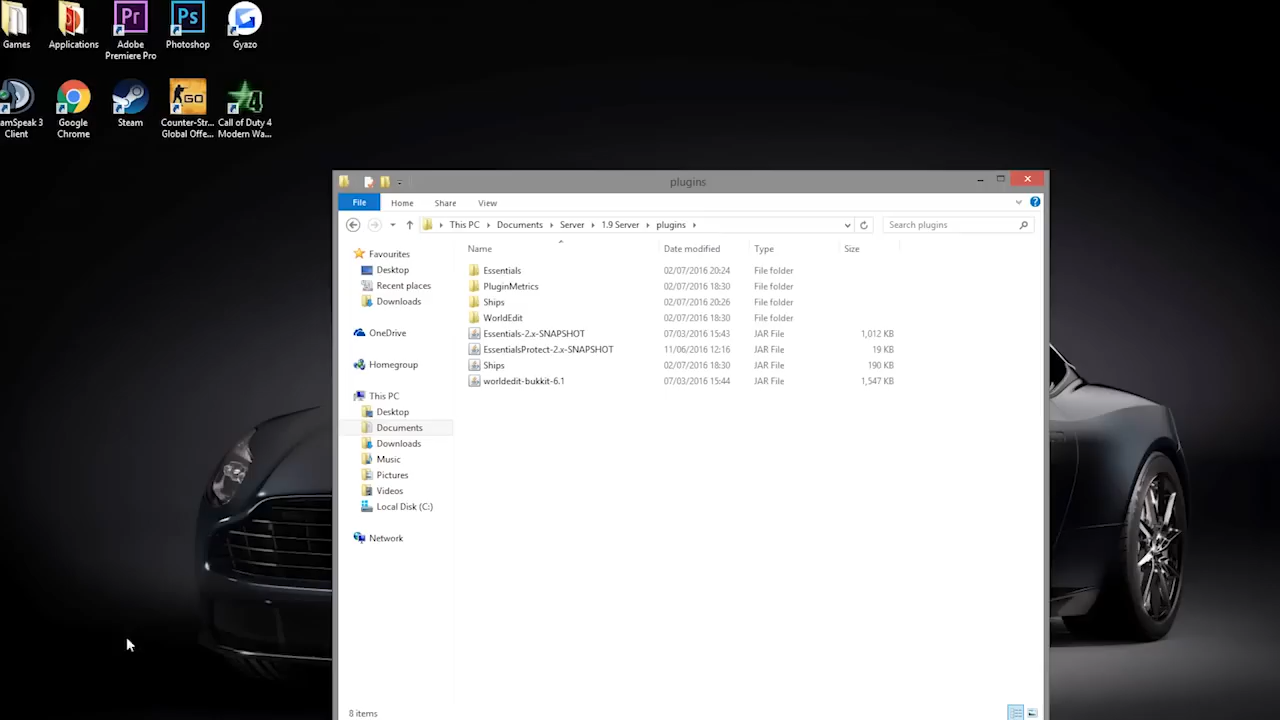 Games
Applications
Adobe
Premiere Pro
Photoshop
Gyazo
amSpeak 3
Client
Google
Chrome
Steam
Counter-Str...
Global Offe...
Call of Duty 4
Modern Wa...
plugins
File
Home
Share
View
This PC
Documents
Server
1.9 Server
plugins
Search plugins
Name
Date modified
Type
Size
Favourites
Desktop
Recent places
Downloads
OneDrive
Homegroup
This PC
Desktop
Documents
Downloads
Music
Pictures
Videos
Local Disk (C:)
Network
Essentials 02/07/2016 20:24 File folder
PluginMetrics 02/07/2016 18:30 File folder
Ships 02/07/2016 20:26 File folder
WorldEdit 02/07/2016 18:30 File folder
Essentials-2.x-SNAPSHOT 07/03/2016 15:43 JAR File 1,012 KB
EssentialsProtect-2.x-SNAPSHOT 11/06/2016 12:16 JAR File 19 KB
Ships 02/07/2016 18:30 JAR File 190 KB
worldedit-bukkit-6.1 07/03/2016 15:44 JAR File 1,547 KB
8 items